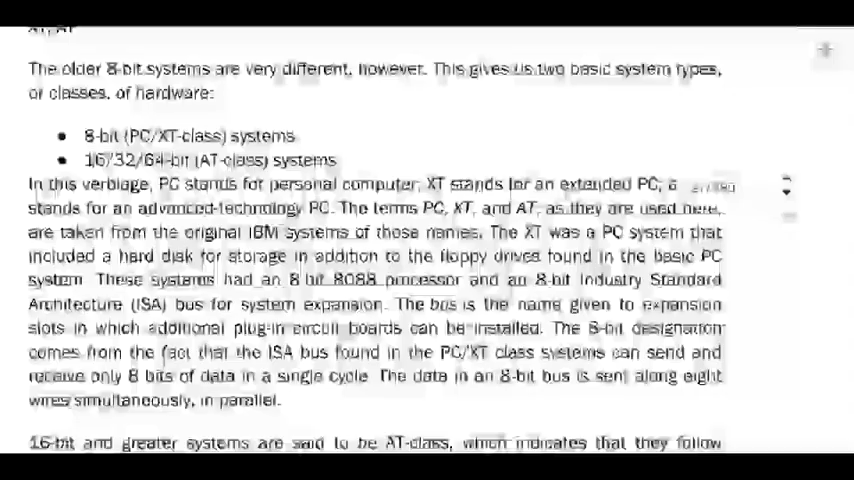 XT, AT
The older 8-bit systems are very different, however. This gives us two basic system types,
or classes, of hardware:
● 8-bit (PC/XT-class) systems
● 16/32/64-bit (AT-class) systems
In this verbiage, PC stands for personal computer, XT stands for an extended PC, a
stands for an advanced-technology PC. The terms PC, XT, and AT, as they are used here,
are taken from the original IBM systems of those names. The XT was a PC system that
included a hard disk for storage in addition to the floppy drives found in the basic PC
system. These systems had an 8-bit 8088 processor and an 8-bit Industry Standard
Architecture (ISA) bus for system expansion. The bus is the name given to expansion
slots in which additional plug-in circuit boards can be installed. The 8-bit designation
comes from the fact that the ISA bus found in the PC/XT class systems can send and
receive only 8 bits of data in a single cycle. The data in an 8-bit bus is sent along eight
wires simultaneously, in parallel.
16-bit and greater systems are said to be AT-class, which indicates that they follow